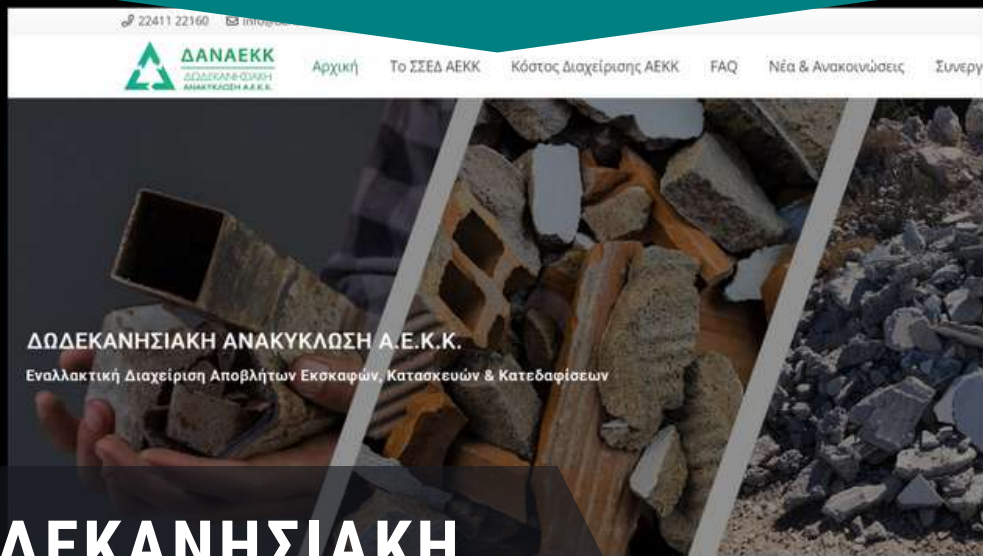 22411 22160
ΔΑΝΑΕΚΚ
ΔΩΔΕΚΑΝΗΣΙΑΚΗ
ΑΝΑΚΥΚΛΩΣΗ Α.Ε.Κ.Κ.
Αρχική Το ΣΣΕΔ ΑΕΚΚ Κόστος Διαχείρισης ΑΕΚΚ FAQ Νέα & Ανακοινώσεις
ΔΩΔΕΚΑΝΗΣΙΑΚΗ ΑΝΑΚΥΚΛΩΣΗ Α.Ε.Κ.Κ.
Εναλλακτική Διαχείριση Αποβλήτων Εκσκαφών, Κατασκευών & Κατεδαφίσεων
ΔΕΚΑΝΗΣΙΑΚΗ